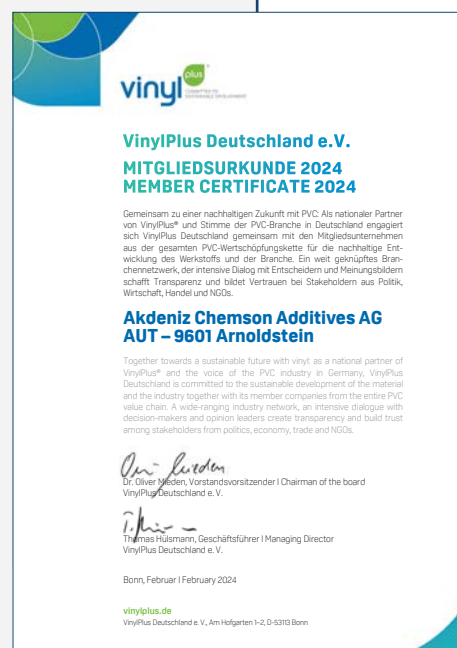 vinyl plus
COMMITTED TO
SUSTAINABLE DEVELOPMENT
VinylPlus Deutschland e.V.
MITGLIEDSURKUNDE 2024
MEMBER CERTIFICATE 2024
Gemeinsam zu einer nachhaltigen Zukunft mit PVC: Als nationaler Partner
von VinylPlus® und Stimme der PVC-Branche in Deutschland engagiert
sich VinylPlus Deutschland gemeinsam mit den Mitgliedsunternehmen
aus der gesamten PVC-Wertschöpfungskette für die nachhaltige Ent-
wicklung des Werkstoffs und der Branche. Ein weit geknüpftes Bran-
chennetzwerk, der intensive Dialog mit Entscheidern und Meinungsbildern
schafft Transparenz und bildet Vertrauen bei Stakeholdern aus Politik,
Wirtschaft, Handel und NGOs.
Akdeniz Chemson Additives AG
AUT – 9601 Arnoldstein
Together towards a sustainable future with vinyt as a national partner of
VinylPlus® and the voice of the PVC industry in Germany, VinylPlus
Deutschland is committed to the sustainable development of the material
and the industry together with its member companies from the entire PVC
value chain. A wide-ranging industry network, an intensive dialogue with
decision-makers and opinion leaders create transparency and build trust
among stakeholders from politics, economy, trade and NGOs.
Dr. Oliver Mieden, Vorstandsvorsitzender I Chairman of the board
VinylPlus Deutschland e. V.
Thomas Hülsmann, Geschäftsführer I Managing Director
VinylPlus Deutschland e. V.
Bonn, Februar I February 2024
vinylplus.de
VinylPlus Deutschland e. V., Am Hofgarten 1–2, D-53113 Bonn